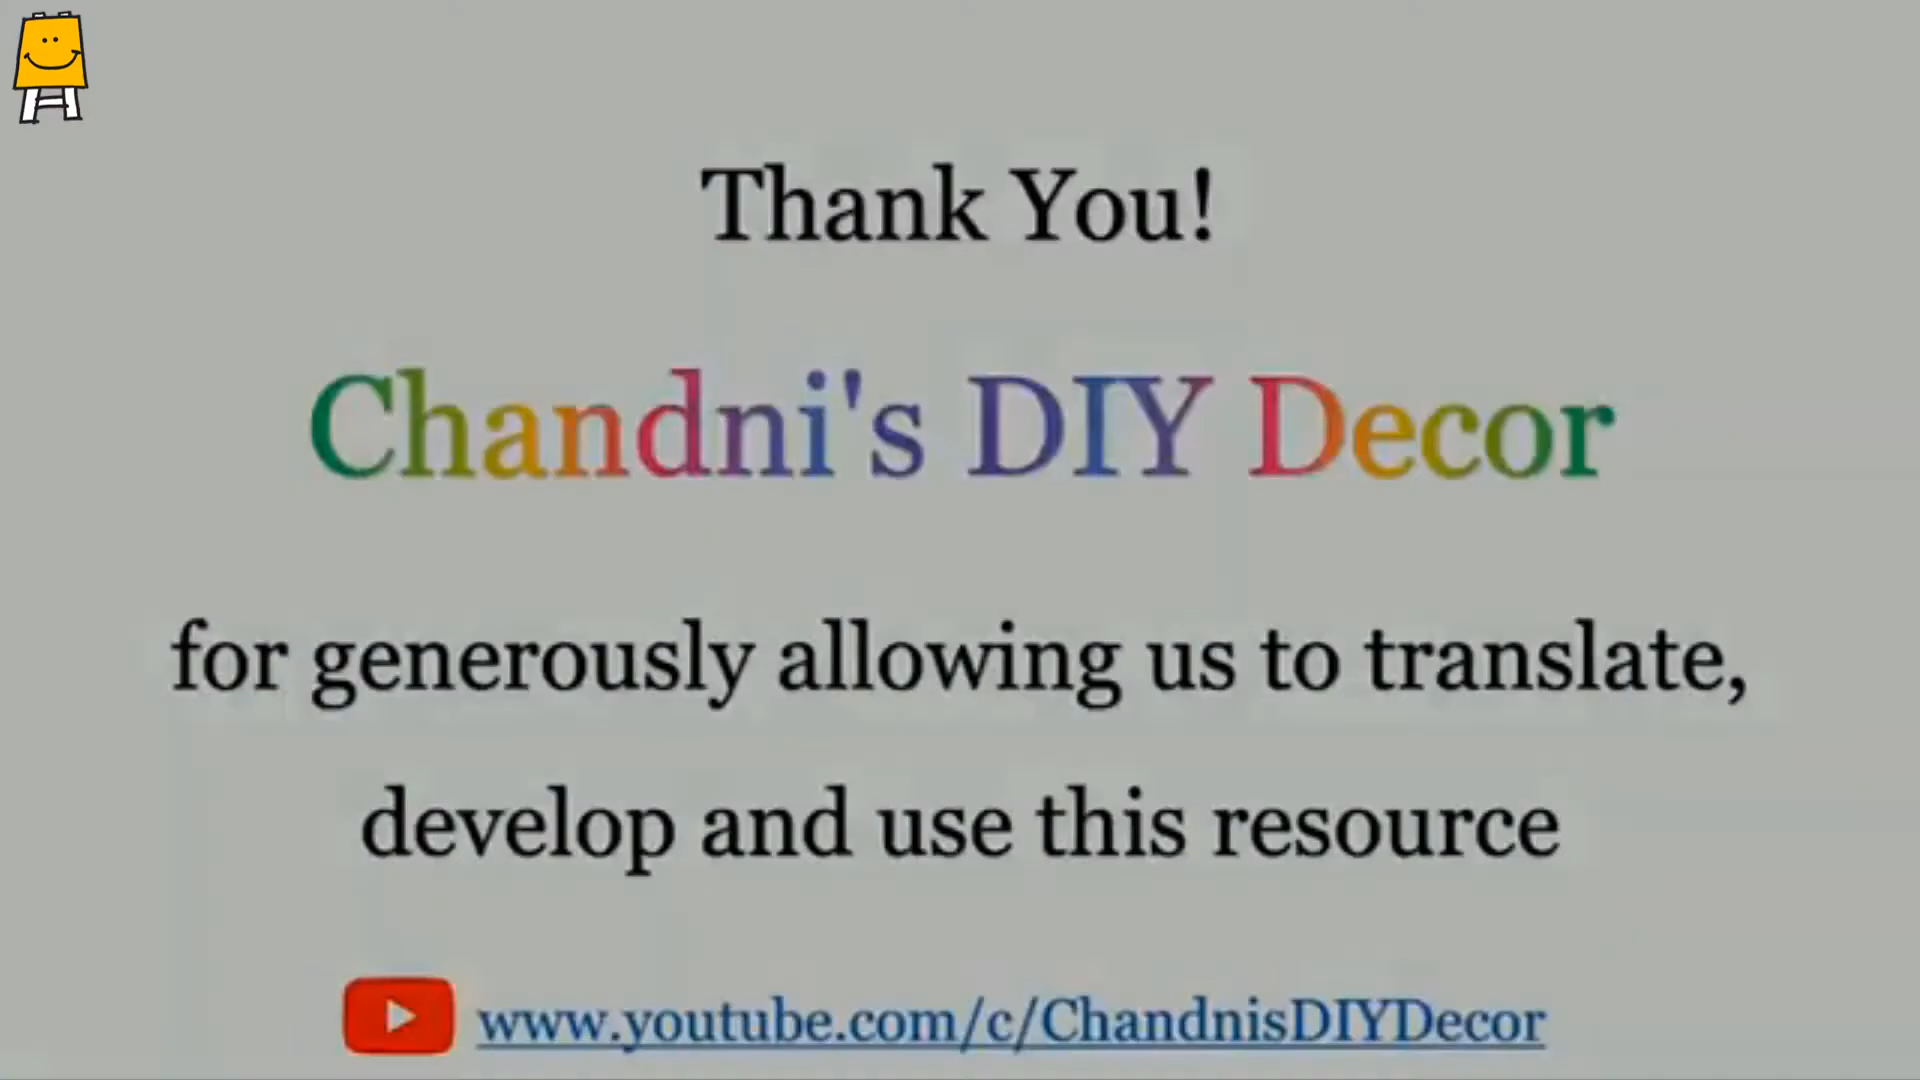 Thank You!
Chandni's DIY Decor
for generously allowing us to translate,
develop and use this resource
www.youtube.com/c/ChandnisDIYDecor